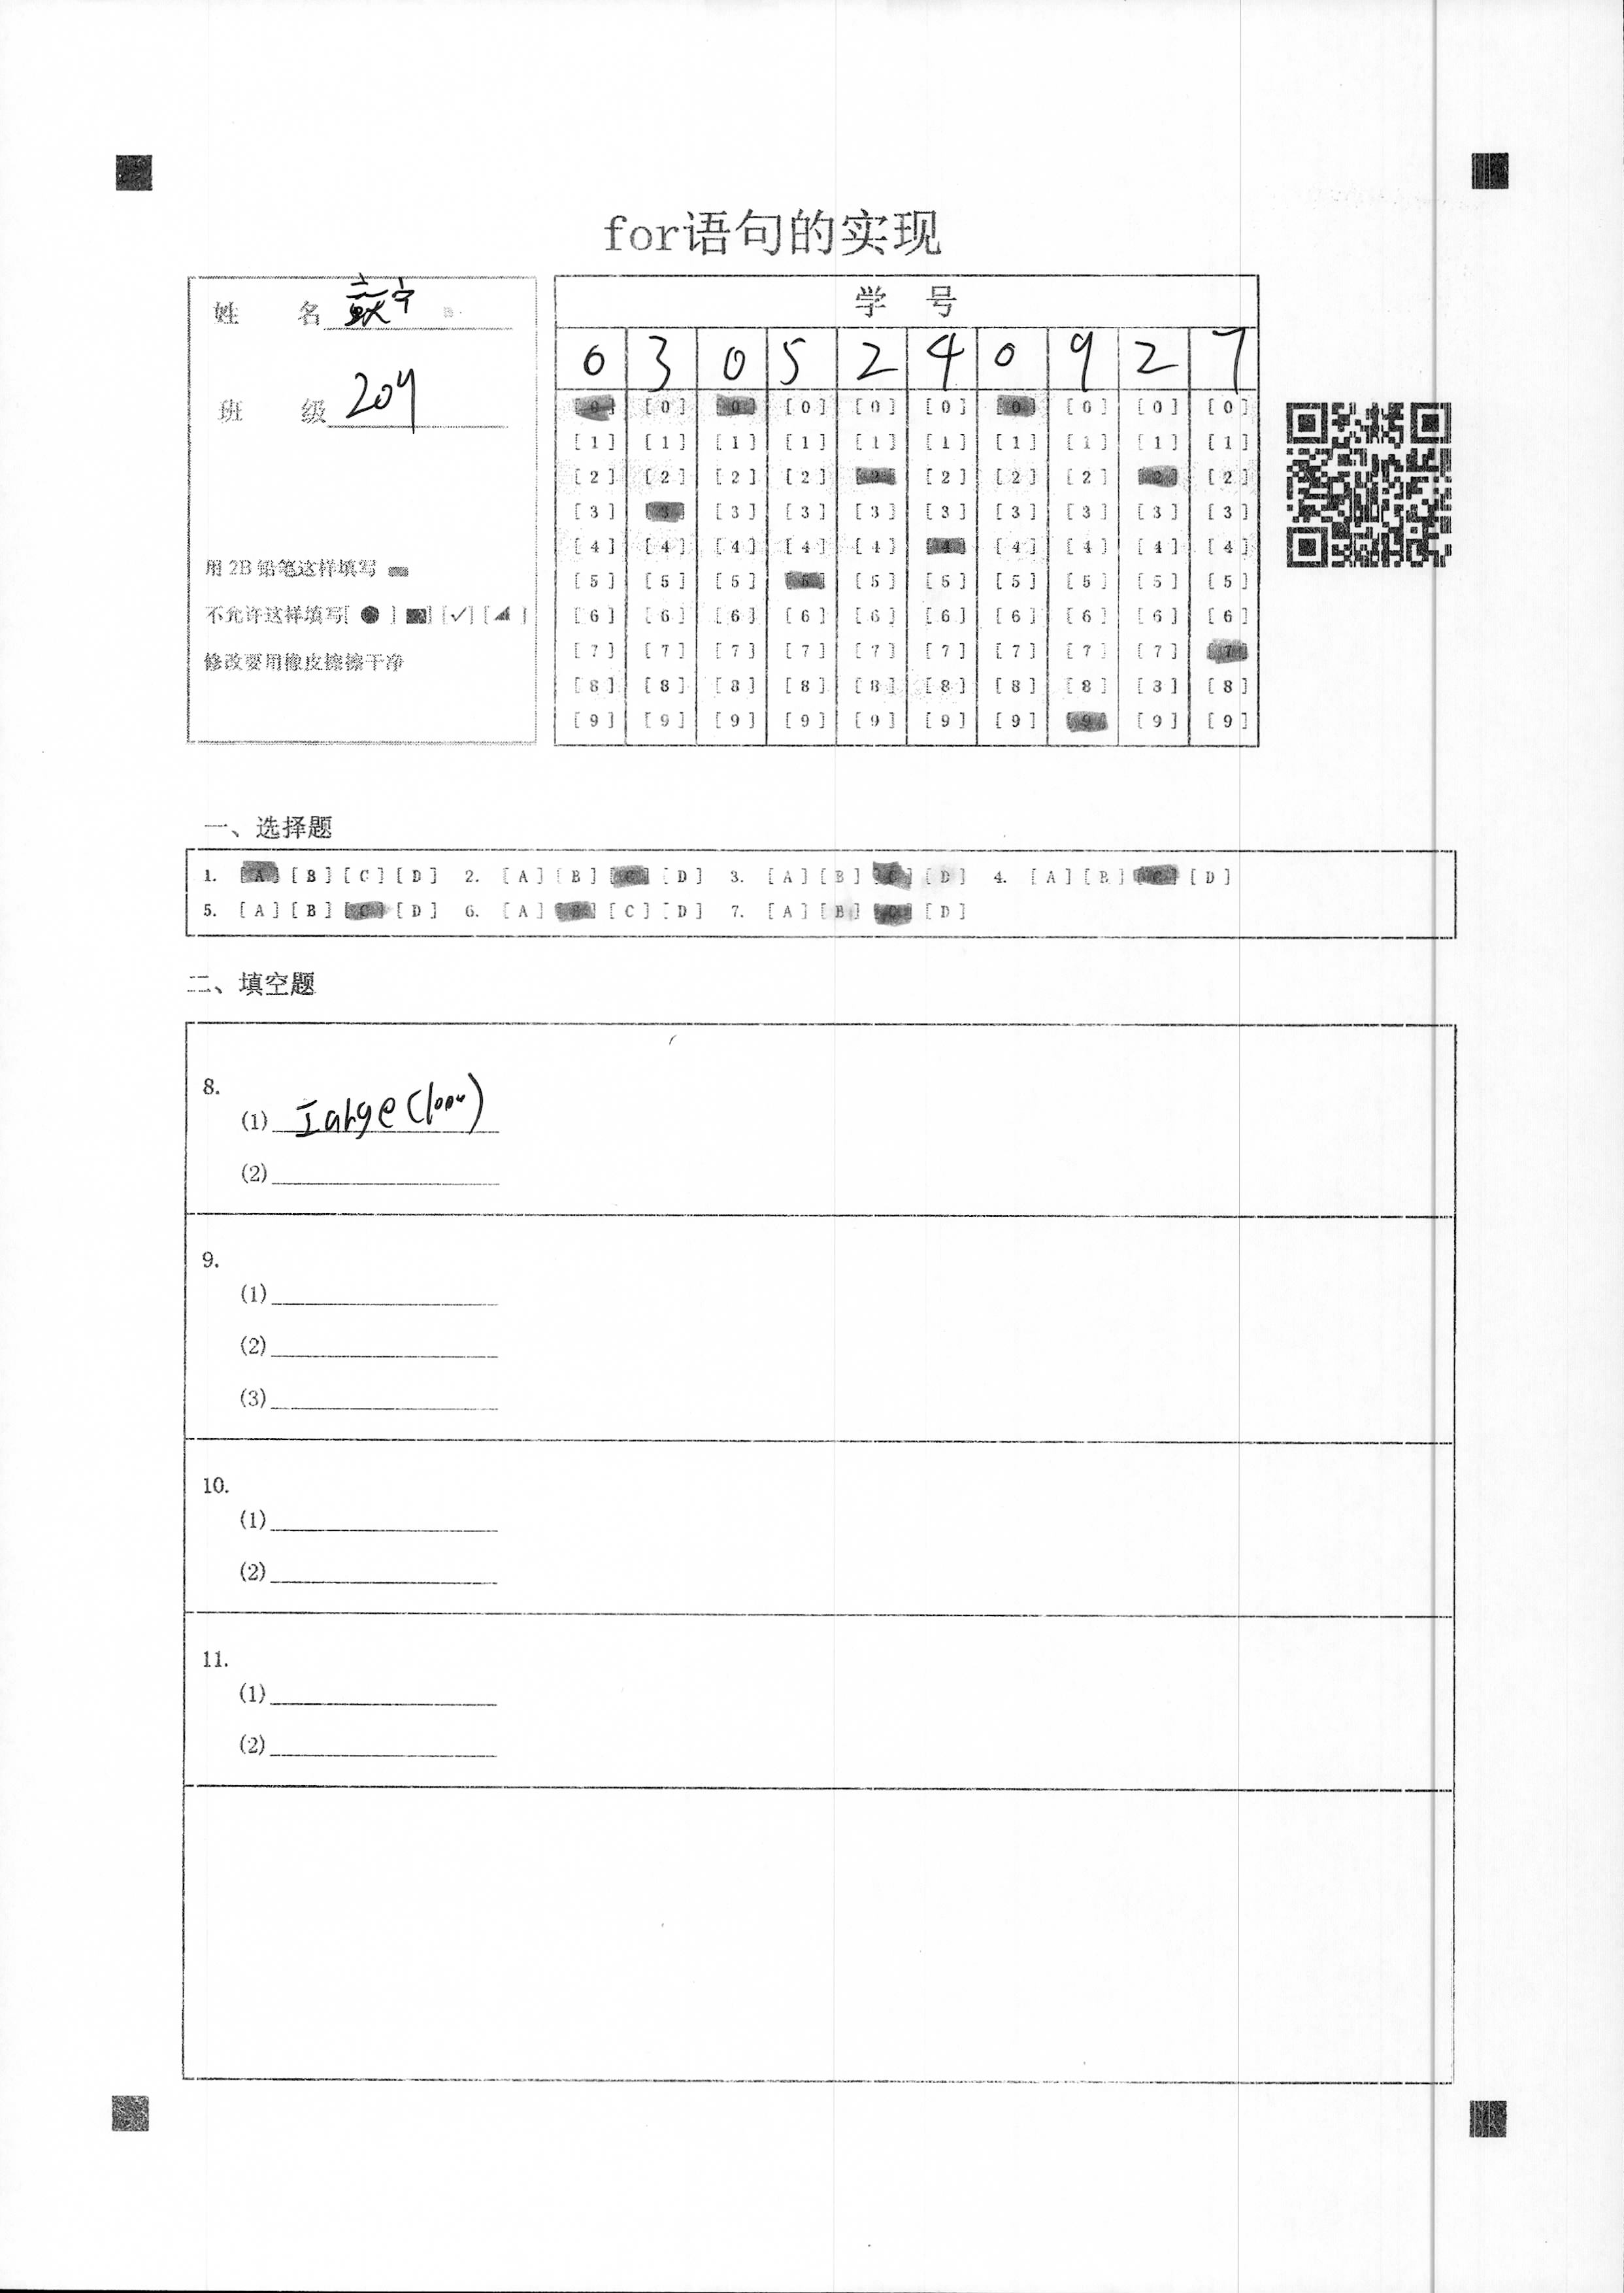 for语句的实现
姓 名
班 级 204
用 2B 铅笔这样填写
不允许这样填写[ ● ] [ ■ ] [ ✓ ] [ ◢ ]
修改要用橡皮擦擦干净
学 号
0 3 0 5 2 4 0 9 2 7
[0] [0] [0] [0] [0] [0] [0] [0] [0] [0]
[1] [1] [1] [1] [1] [1] [1] [1] [1] [1]
[2] [2] [2] [2] [2] [2] [2] [2] [2] [2]
[3] [3] [3] [3] [3] [3] [3] [3] [3] [3]
[4] [4] [4] [4] [4] [4] [4] [4] [4] [4]
[5] [5] [5] [5] [5] [5] [5] [5] [5] [5]
[6] [6] [6] [6] [6] [6] [6] [6] [6] [6]
[7] [7] [7] [7] [7] [7] [7] [7] [7] [7]
[8] [8] [8] [8] [8] [8] [8] [8] [8] [8]
[9] [9] [9] [9] [9] [9] [9] [9] [9] [9]
一、选择题
1. [A] [B] [C] [D] 2. [A] [B] [C] [D] 3. [A] [B] [C] [D] 4. [A] [B] [C] [D]
5. [A] [B] [C] [D] 6. [A] [B] [C] [D] 7. [A] [B] [C] [D]
二、填空题
8.
(1)
(2)
9.
(1)
(2)
(3)
10.
(1)
(2)
11.
(1)
(2)